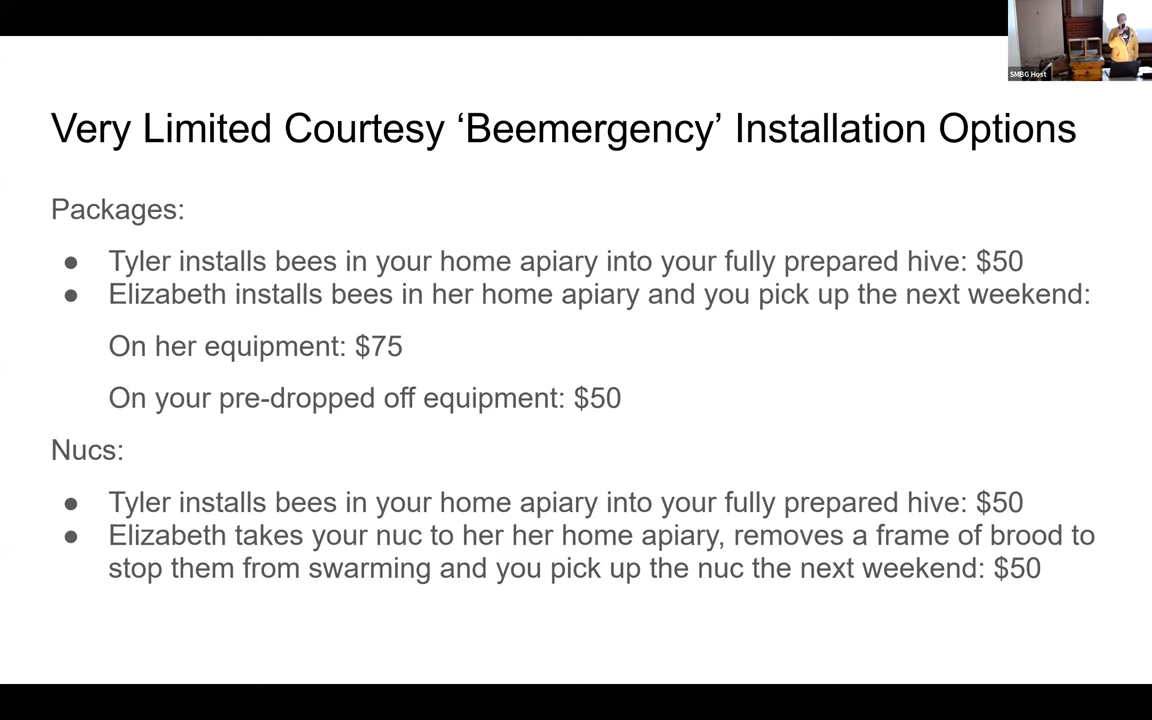 SMBG Host
Very Limited Courtesy ‘Beemergency’ Installation Options
Packages:
● Tyler installs bees in your home apiary into your fully prepared hive: $50
● Elizabeth installs bees in her home apiary and you pick up the next weekend:
On her equipment: $75
On your pre-dropped off equipment: $50
Nucs:
● Tyler installs bees in your home apiary into your fully prepared hive: $50
● Elizabeth takes your nuc to her her home apiary, removes a frame of brood to
stop them from swarming and you pick up the nuc the next weekend: $50